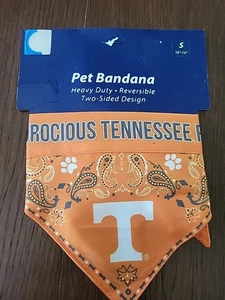 S
Pet Bandana
Heavy Duty • Reversible
Two-Sided Design
ROCIOUS TENNESSEE F
T